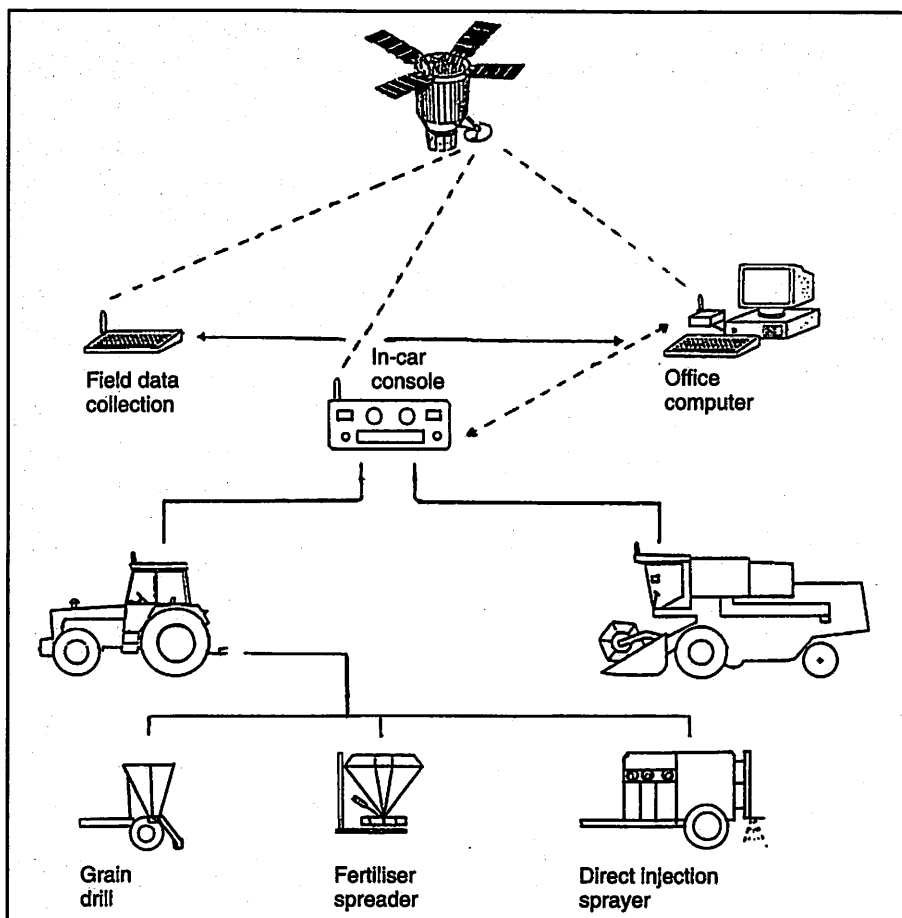 Field data
collection
In-car
console
Office
computer
Grain
drill
Fertiliser
spreader
Direct injection
sprayer